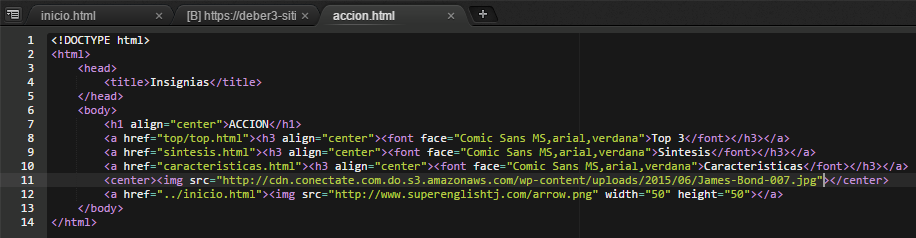 inicio.html × [B] https://deber3-siti × accion.html × +
1 <!DOCTYPE html>
2 <html>
3 <head>
4 <title>Insignias</title>
5 </head>
6 <body>
7 <h1 align="center">ACCION</h1>
8 <a href="top/top.html"><h3 align="center"><font face="Comic Sans MS,arial,verdana">Top 3</font></h3></a>
9 <a href="sintesis.html"><h3 align="center"><font face="Comic Sans MS,arial,verdana">Sintesis</font></h3></a>
10 <a href="caracteristicas.html"><h3 align="center"><font face="Comic Sans MS,arial,verdana">Caracteristicas</font></h3></a>
11 <center><img src="http://cdn.conectate.com.do.s3.amazonaws.com/wp-content/uploads/2015/06/James-Bond-007.jpg"></center>
12 <a href="../inicio.html"><img src="http://www.superenglishtj.com/arrow.png" width="50" height="50"></a>
13 </body>
14 </html>